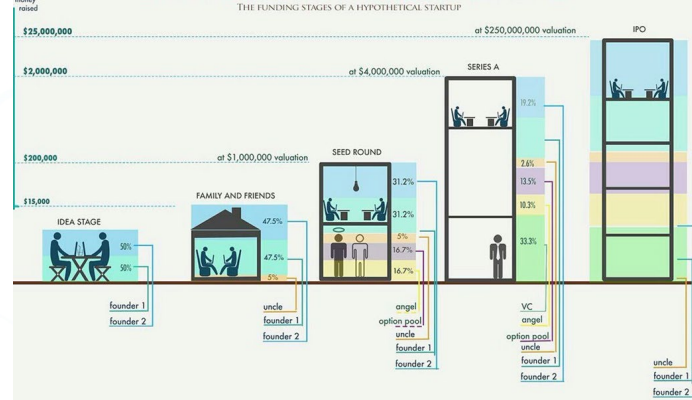 money
raised
THE FUNDING STAGES OF A HYPOTHETICAL STARTUP
$25,000,000
at $250,000,000 valuation
IPO
$2,000,000
at $4,000,000 valuation
SERIES A
$200,000
at $1,000,000 valuation
SEED ROUND
$15,000
FAMILY AND FRIENDS
IDEA STAGE
50%
50%
founder 1
founder 2
47.5%
47.5%
5%
uncle
founder 1
founder 2
31.2%
31.2%
5%
16.7%
16.7%
angel
option pool
uncle
founder 1
founder 2
19.2%
2.6%
13.5%
10.3%
33.3%
VC
angel
option pool
uncle
founder 1
founder 2
uncle
founder 1
founder 2